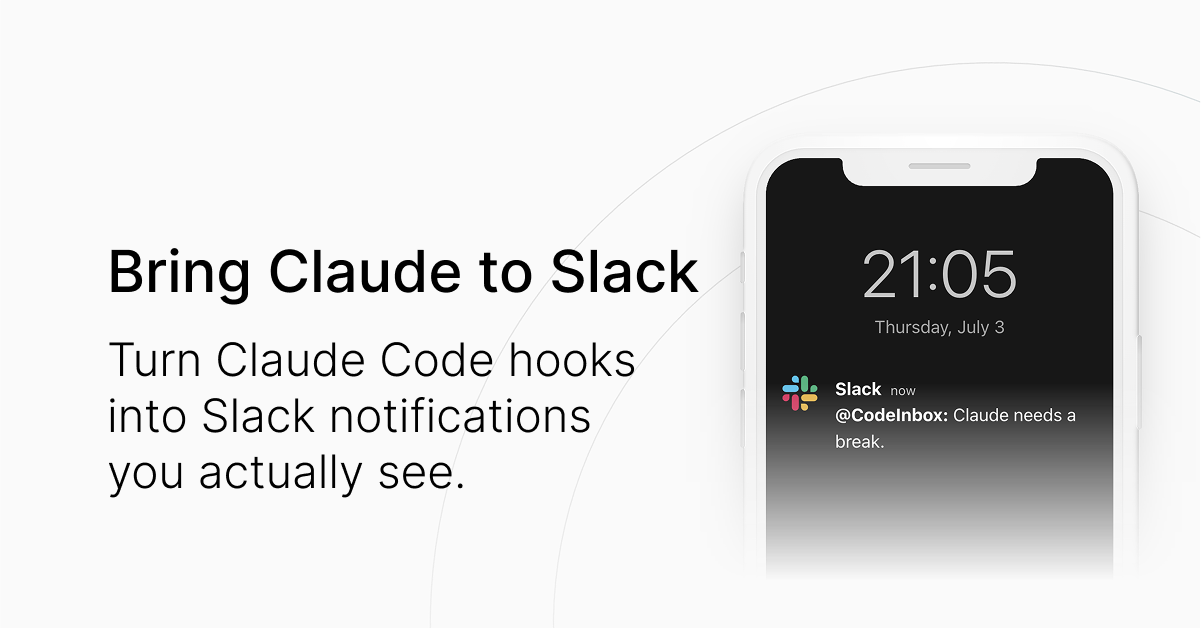 Bring Claude to Slack
Turn Claude Code hooks
into Slack notifications
you actually see.
21:05
Thursday, July 3
Slack now
@CodeInbox: Claude needs a
break.